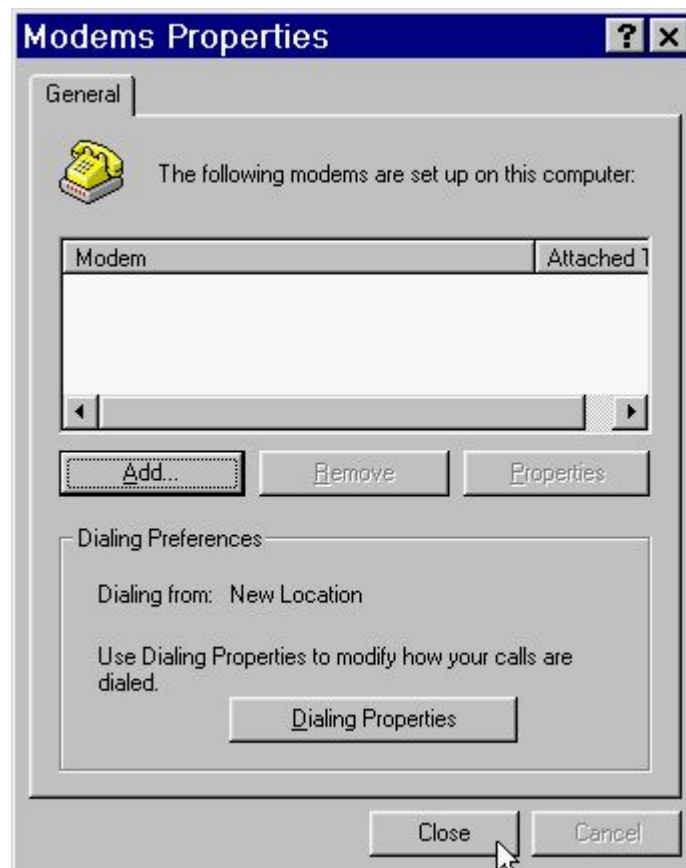 Modems Properties
General
The following modems are set up on this computer:
Modem Attached T
Add... Remove Properties
Dialing Preferences
Dialing from: New Location
Use Dialing Properties to modify how your calls are
dialed.
Dialing Properties
Close Cancel